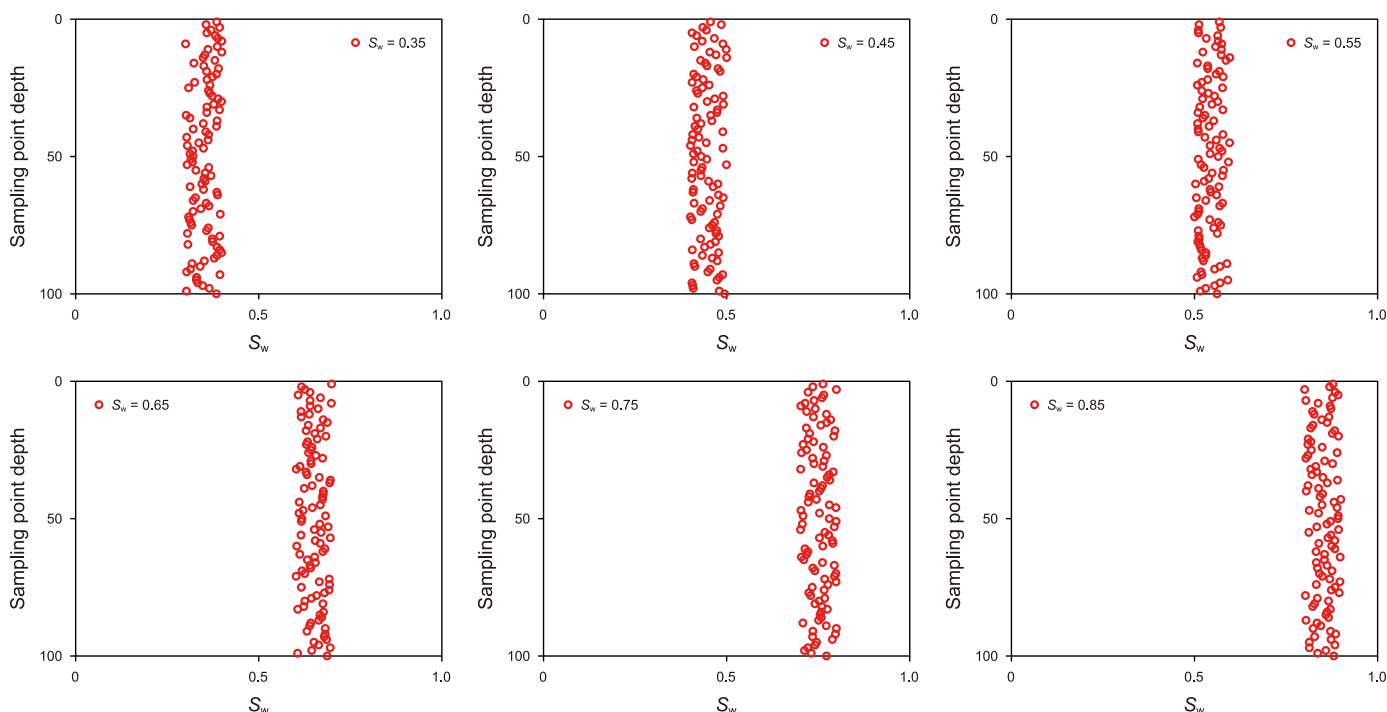 0
50
100
Sampling point depth
Sw = 0.35
0
0.5
1.0
Sw
0
50
100
Sampling point depth
Sw = 0.45
0
0.5
1.0
Sw
0
50
100
Sampling point depth
Sw = 0.55
0
0.5
1.0
Sw
0
50
100
Sampling point depth
Sw = 0.65
0
0.5
1.0
Sw
0
50
100
Sampling point depth
Sw = 0.75
0
0.5
1.0
Sw
0
50
100
Sampling point depth
Sw = 0.85
0
0.5
1.0
Sw